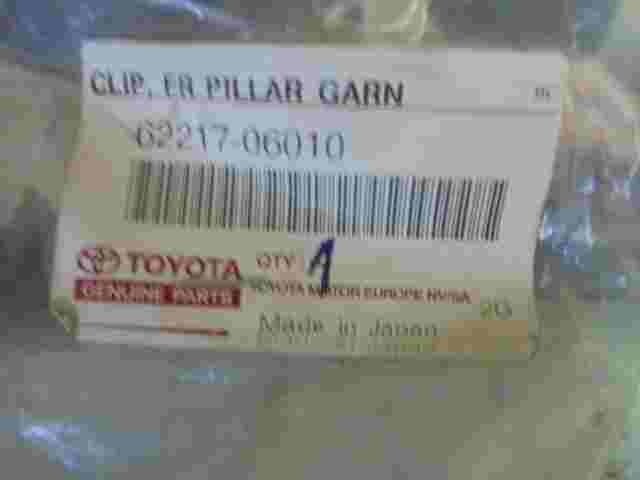 CLIP, FR PILLAR GARN
62217-06010
TOYOTA QTY 1
GENUINE PARTS TOYOTA MOTOR EUROPE NV/SA
Made in Japan